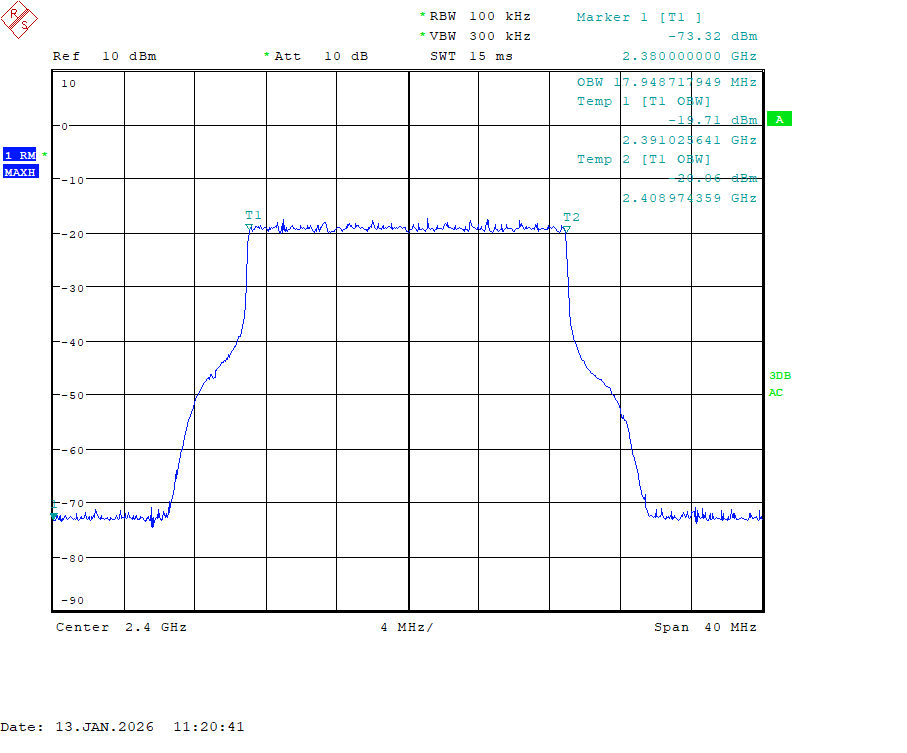 R S
* RBW 100 kHz Marker 1 [T1 ]
* VBW 300 kHz -73.32 dBm
Ref 10 dBm * Att 10 dB SWT 15 ms 2.380000000 GHz
10 OBW 17.948717949 MHz
Temp 1 [T1 OBW]
0 -19.71 dBm A
2.391025641 GHz
1 RM * Temp 2 [T1 OBW]
MAXH
-10 -20.06 dBm
2.408974359 GHz
T1 T2
-20
-30
-40
3DB
AC
-50
-60
1
-70
-80
-90
Center 2.4 GHz 4 MHz/ Span 40 MHz
Date: 13.JAN.2026 11:20:41